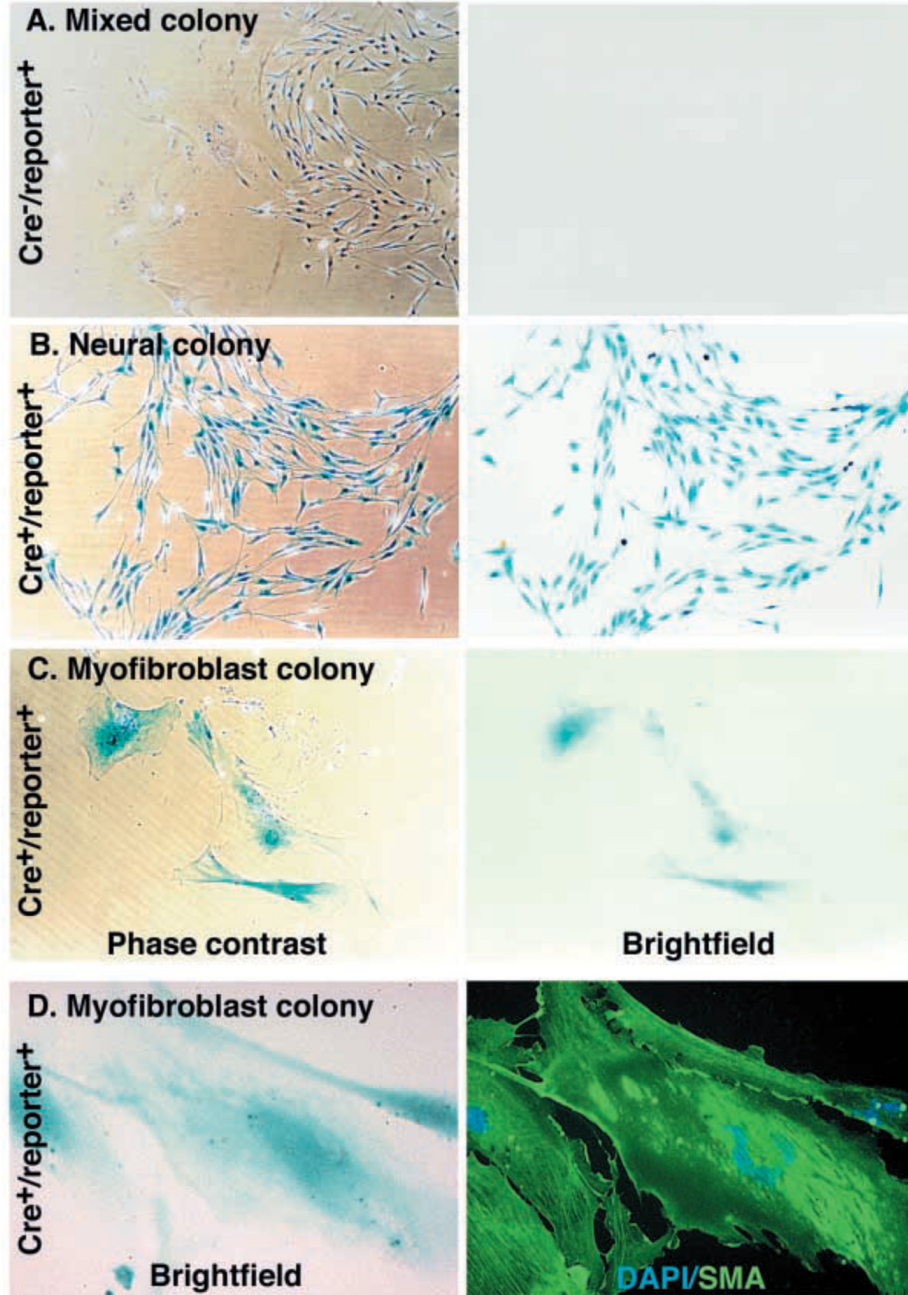 A. Mixed colony
Cre⁻/reporter⁺
B. Neural colony
Cre⁺/reporter⁺
C. Myofibroblast colony
Cre⁺/reporter⁺
Phase contrast
Brightfield
D. Myofibroblast colony
Cre⁺/reporter⁺
Brightfield
DAPI/SMA